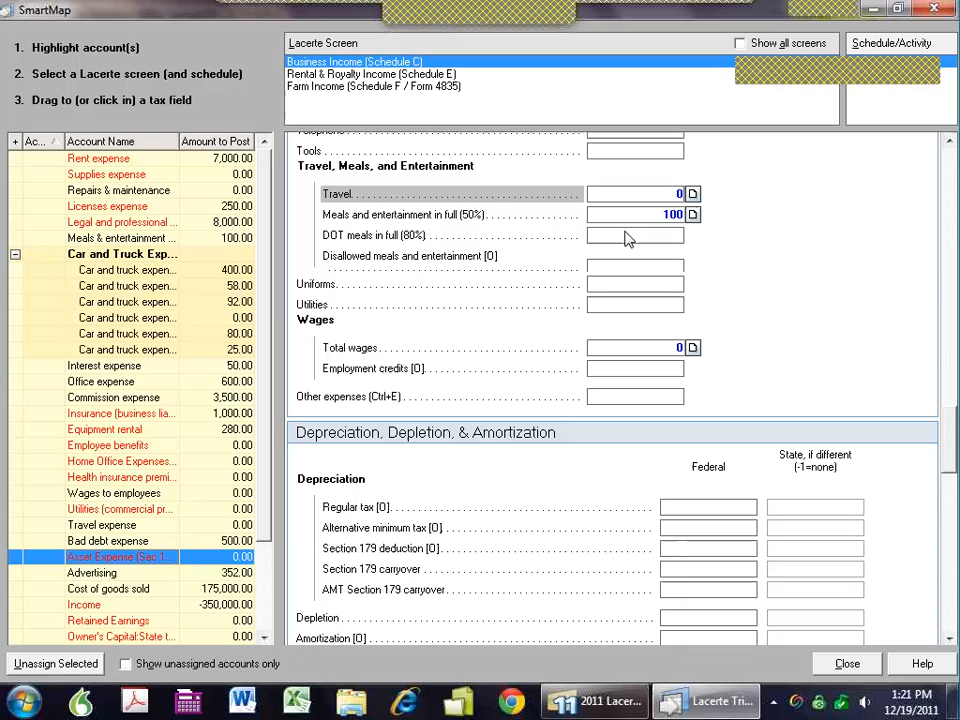 SmartMap
1. Highlight account(s)
2. Select a Lacerte screen (and schedule)
3. Drag to (or click in) a tax field
Lacerte Screen
Show all screens
Schedule/Activity
Business Income (Schedule C)
Rental & Royalty Income (Schedule E)
Farm Income (Schedule F / Form 4835)
+ Ac... Account Name Amount to Post
Rent expense 7,000.00
Supplies expense 0.00
Repairs & maintenance 0.00
Licenses expense 250.00
Legal and professional ... 8,000.00
Meals & entertainment ... 100.00
Car and Truck Exp...
Car and truck expen... 400.00
Car and truck expen... 58.00
Car and truck expen... 92.00
Car and truck expen... 0.00
Car and truck expen... 80.00
Car and truck expen... 25.00
Interest expense 50.00
Office expense 600.00
Commission expense 3,500.00
Insurance (business lia... 1,000.00
Equipment rental 280.00
Employee benefits 0.00
Home Office Expenses... 0.00
Health insurance premi... 0.00
Wages to employees 0.00
Utilities (commercial pr... 0.00
Travel expense 0.00
Bad debt expense 500.00
Asset Expense (Sec 1... 0.00
Advertising 352.00
Cost of goods sold 175,000.00
Income -350,000.00
Retained Earnings 0.00
Owner's Capital:State t... 0.00
Telephone
Tools
Travel, Meals, and Entertainment
Travel 0
Meals and entertainment in full (50%) 100
DOT meals in full (80%)
Disallowed meals and entertainment [O]
Uniforms
Utilities
Wages
Total wages 0
Employment credits [O]
Other expenses (Ctrl+E)
Depreciation, Depletion, & Amortization
Federal
State, if different
(-1=none)
Depreciation
Regular tax [O]
Alternative minimum tax [O]
Section 179 deduction [O]
Section 179 carryover
AMT Section 179 carryover
Depletion
Amortization [O]
Unassign Selected
Show unassigned accounts only
Close
Help
2011 Lacer...
Lacerte Tri...
1:21 PM
12/19/2011